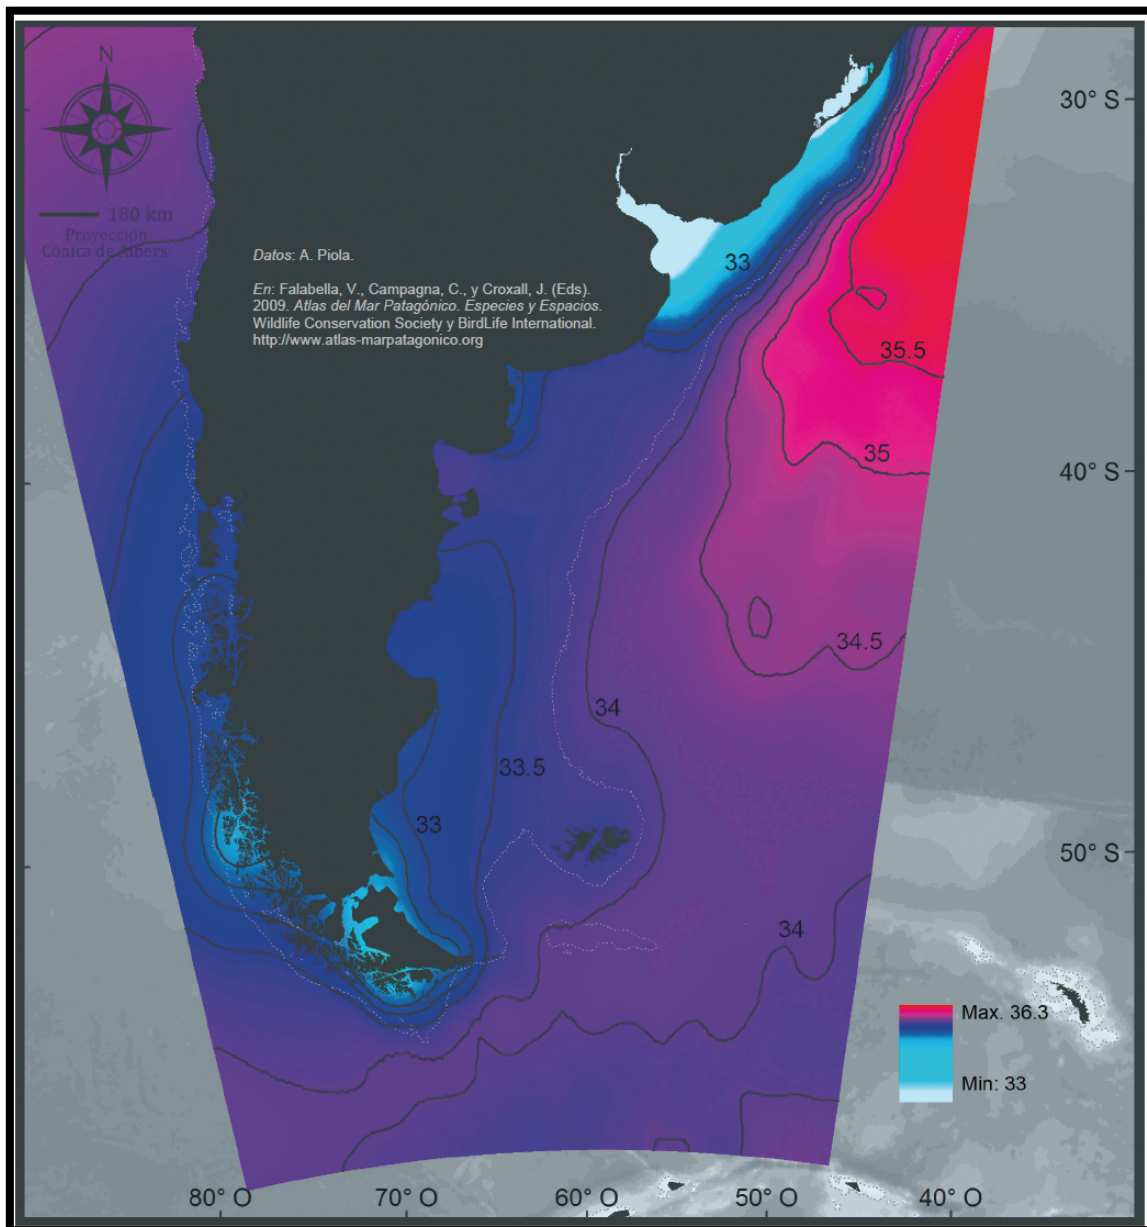 N
180 km
Proyección
Cónica de Albers
Datos: A. Piola.
En: Falabella, V., Campagna, C., y Croxall, J. (Eds).
2009. Atlas del Mar Patagónico. Especies y Espacios.
Wildlife Conservation Society y BirdLife International.
http://www.atlas-marpatagonico.org
30° S
33
35.5
35
40° S
34.5
34
33.5
33
50° S
34
Max. 36.3
Min: 33
80° O
70° O
60° O
50° O
40° O